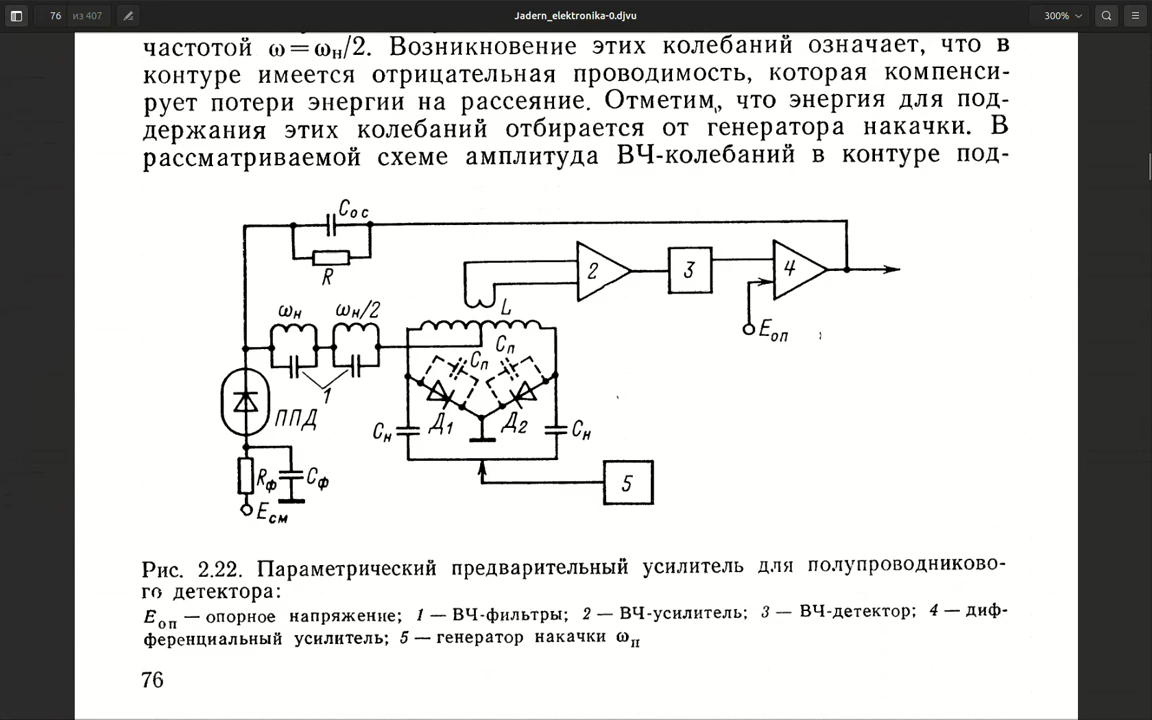 76 из 407
Jadern_elektronika-0.djvu
300%
частотой ω=ωн/2. Возникновение этих колебаний означает, что в
контуре имеется отрицательная проводимость, которая компенси-
рует потери энергии на рассеяние. Отметим, что энергия для под-
держания этих колебаний отбирается от генератора накачки. В
рассматриваемой схеме амплитуда ВЧ-колебаний в контуре под-
Cос
R
ωн
ωн/2
L
2
3
4
Eоп
Cп
Cп
1
ППД
Cн
Д1
Д2
Cн
Rф
Cф
5
Eсм
Рис. 2.22. Параметрический предварительный усилитель для полупроводниково-
го детектора:
Eоп — опорное напряжение; 1 — ВЧ-фильтры; 2 — ВЧ-усилитель; 3 — ВЧ-детектор; 4 — диф-
ференциальный усилитель; 5 — генератор накачки ωп
76